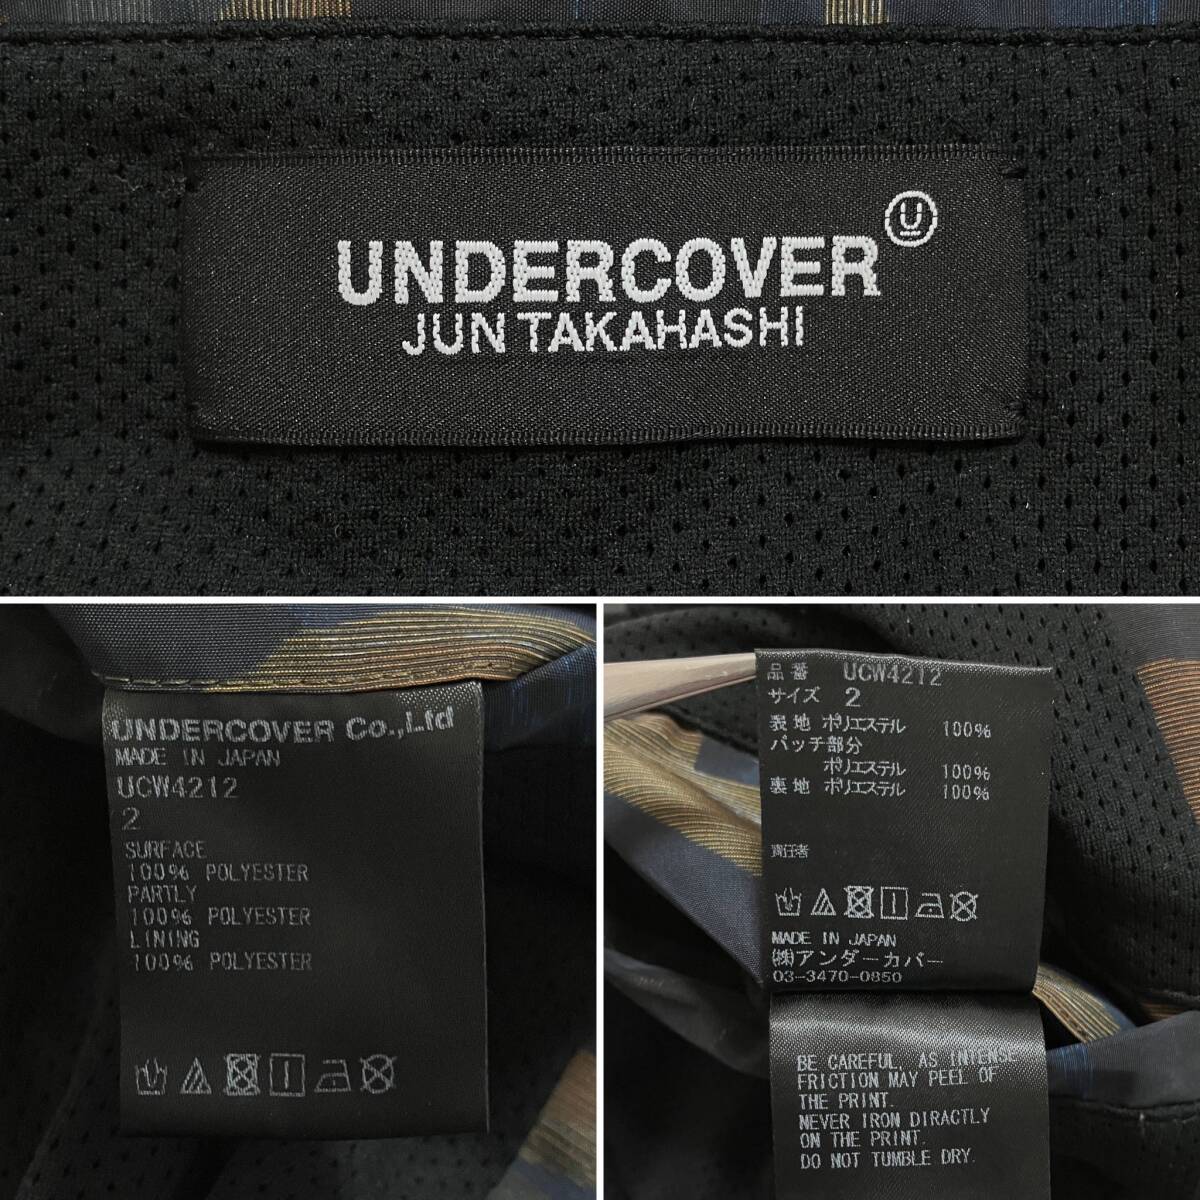 UNDERCOVER U
JUN TAKAHASHI
UNDERCOVER Co.,Ltd
MADE IN JAPAN
UCW4212
2
SURFACE
100% POLYESTER
PARTLY
100% POLYESTER
LINING
100% POLYESTER
品番 UCW4212
サイズ 2
表地 ポリエステル 100%
パッチ部分
ポリエステル 100%
裏地 ポリエステル 100%
責任者
MADE IN JAPAN
㈱アンダーカバー
03-3470-0850
BE CAREFUL, AS INTENSE
FRICTION MAY PEEL OF
THE PRINT.
NEVER IRON DIRACTLY
ON THE PRINT.
DO NOT TUMBLE DRY.